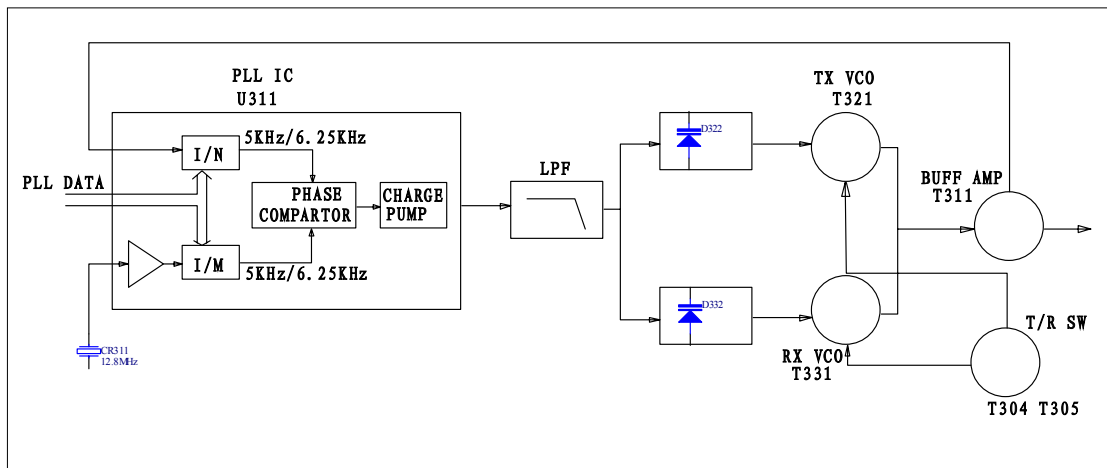 PLL IC
U311
TX VCO
T321
I/N
5KHz/6.25KHz
D322
PLL DATA
PHASE
COMPARTOR
CHARGE
PUMP
LPF
BUFF AMP
T311
I/M
5KHz/6.25KHz
D332
CR311
12.8MHz
RX VCO
T331
T/R SW
T304 T305